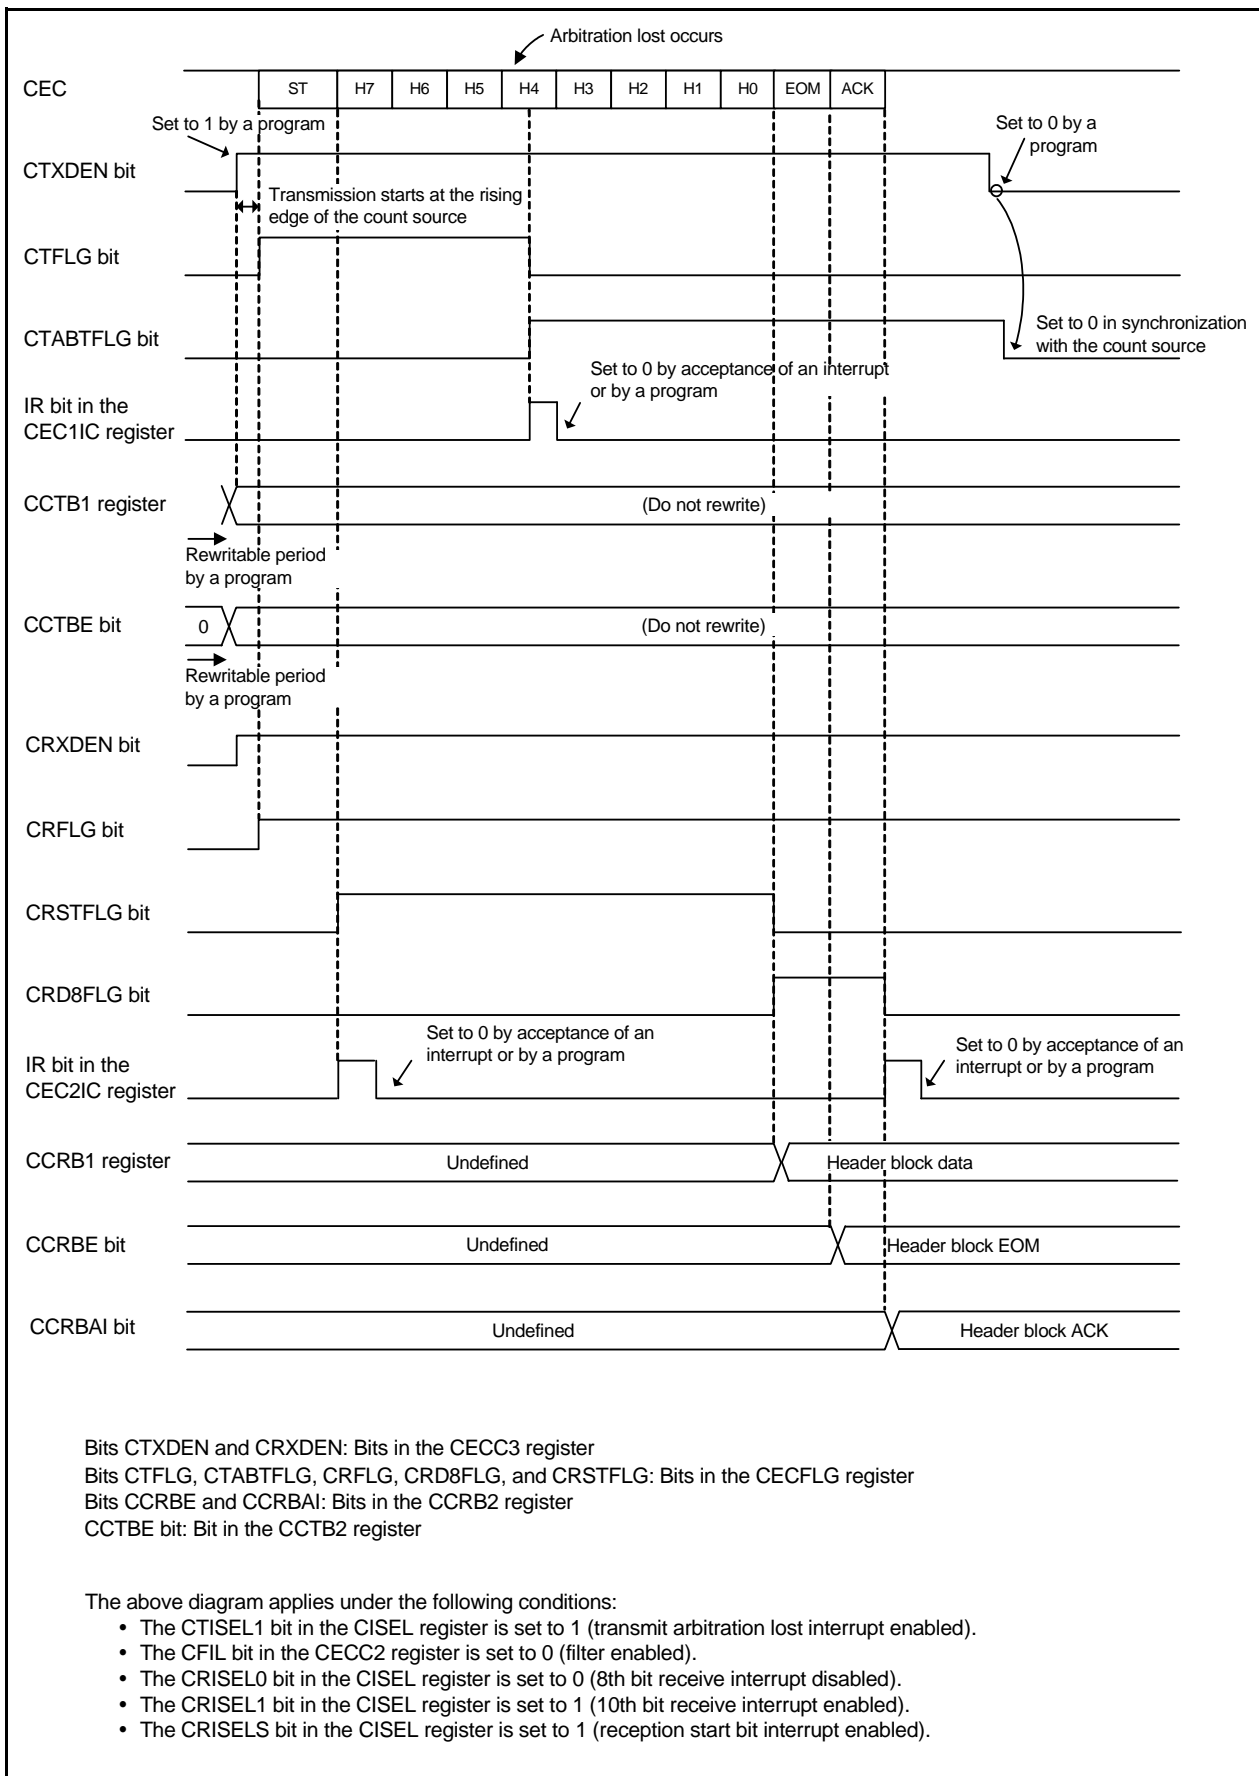 Arbitration lost occurs
CEC
ST H7 H6 H5 H4 H3 H2 H1 H0 EOM ACK
Set to 1 by a program
Set to 0 by a
program
CTXDEN bit
Transmission starts at the rising
edge of the count source
CTFLG bit
CTABTFLG bit
Set to 0 in synchronization
with the count source
Set to 0 by acceptance of an interrupt
or by a program
IR bit in the
CEC1IC register
CCTB1 register
(Do not rewrite)
Rewritable period
by a program
CCTBE bit
0
(Do not rewrite)
Rewritable period
by a program
CRXDEN bit
CRFLG bit
CRSTFLG bit
CRD8FLG bit
Set to 0 by acceptance of an
interrupt or by a program
Set to 0 by acceptance of an
interrupt or by a program
IR bit in the
CEC2IC register
CCRB1 register
Undefined
Header block data
CCRBE bit
Undefined
Header block EOM
CCRBAI bit
Undefined
Header block ACK
Bits CTXDEN and CRXDEN: Bits in the CECC3 register
Bits CTFLG, CTABTFLG, CRFLG, CRD8FLG, and CRSTFLG: Bits in the CECFLG register
Bits CCRBE and CCRBAI: Bits in the CCRB2 register
CCTBE bit: Bit in the CCTB2 register
The above diagram applies under the following conditions:
• The CTISEL1 bit in the CISEL register is set to 1 (transmit arbitration lost interrupt enabled).
• The CFIL bit in the CECC2 register is set to 0 (filter enabled).
• The CRISEL0 bit in the CISEL register is set to 0 (8th bit receive interrupt disabled).
• The CRISEL1 bit in the CISEL register is set to 1 (10th bit receive interrupt enabled).
• The CRISELS bit in the CISEL register is set to 1 (reception start bit interrupt enabled).